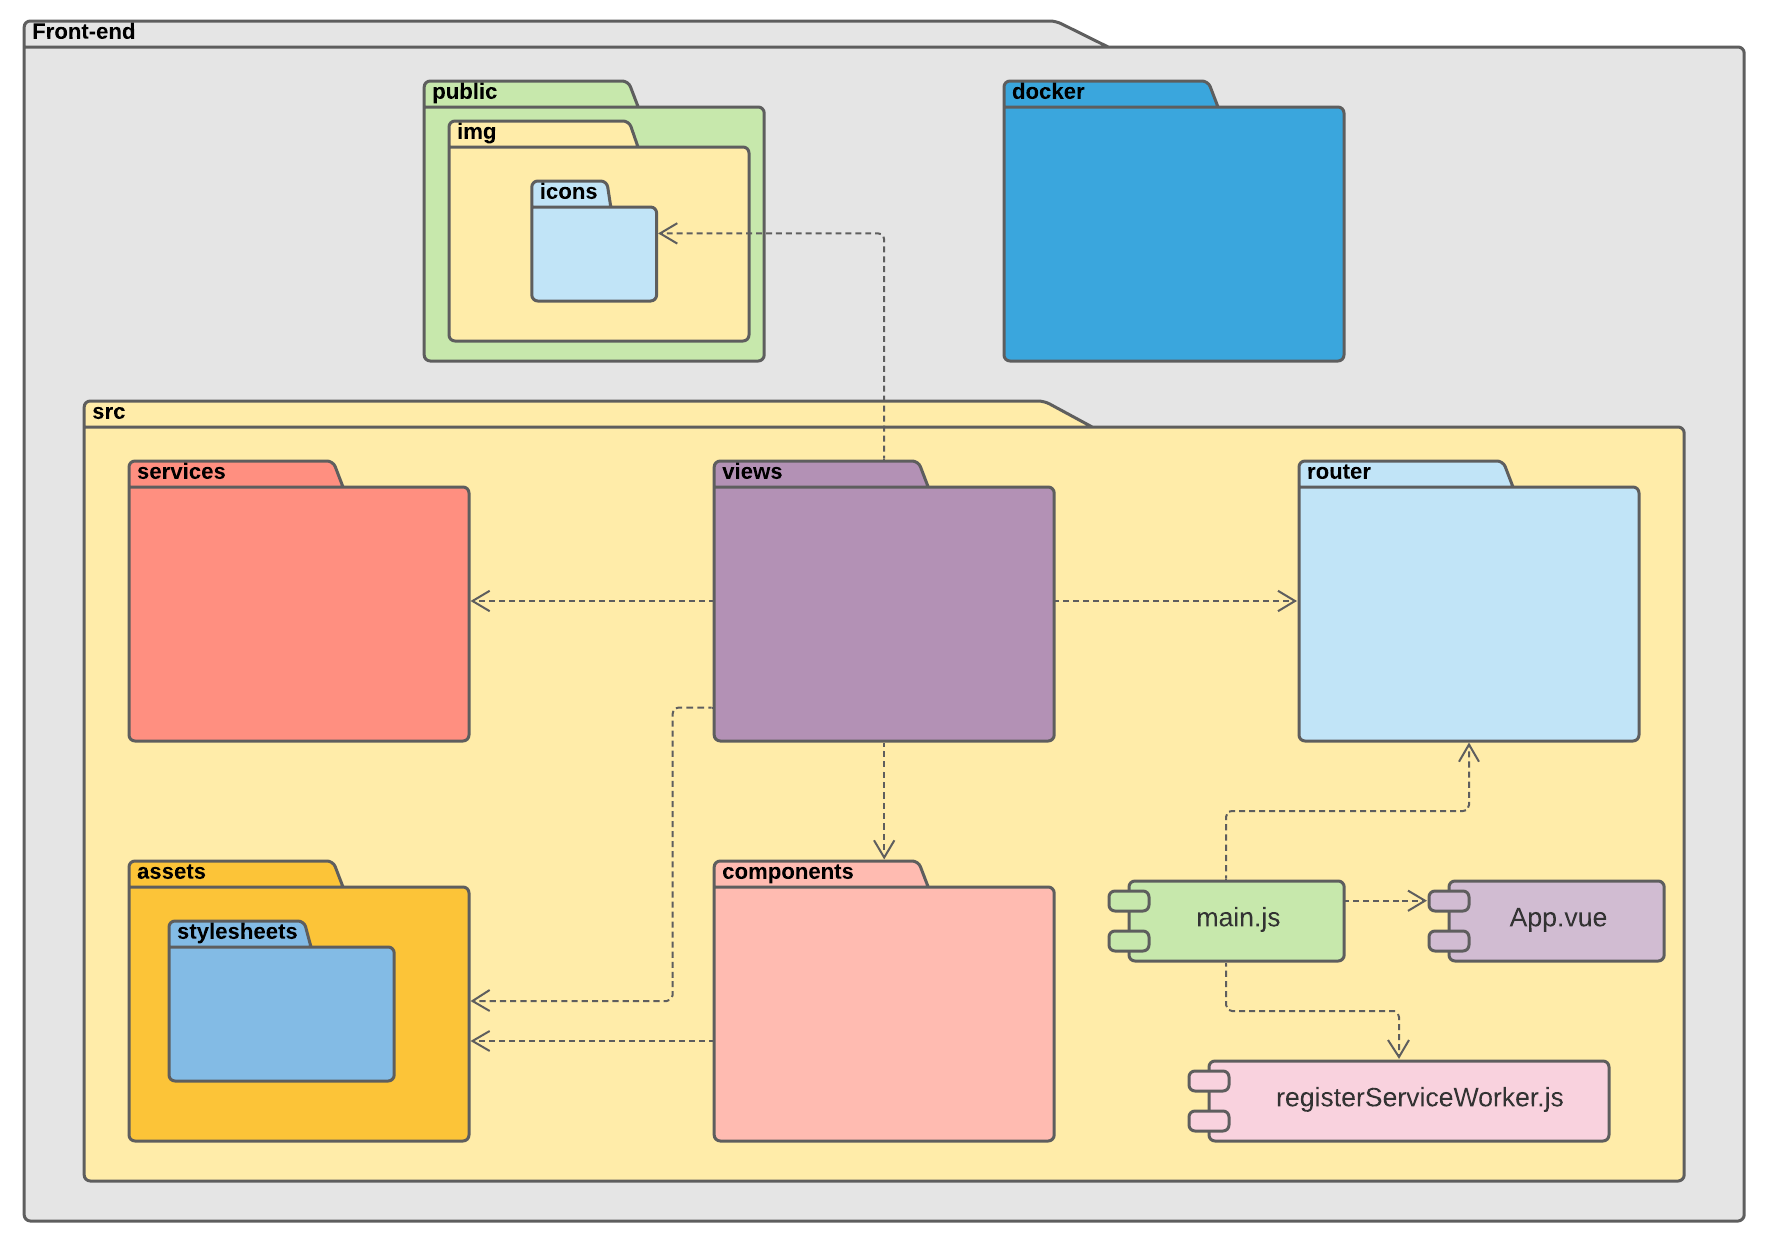 Front-end
public
docker
img
icons
src
services
views
router
assets
components
stylesheets
main.js
App.vue
registerServiceWorker.js